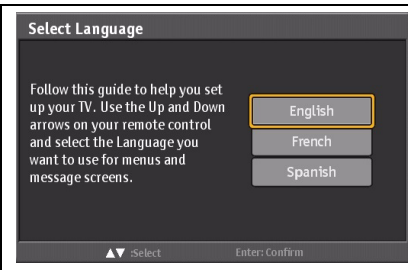 Select Language
Follow this guide to help you set
up your TV. Use the Up and Down
arrows on your remote control
and select the Language you
want to use for menus and
message screens.
English
French
Spanish
▲▼ :Select Enter: Confirm